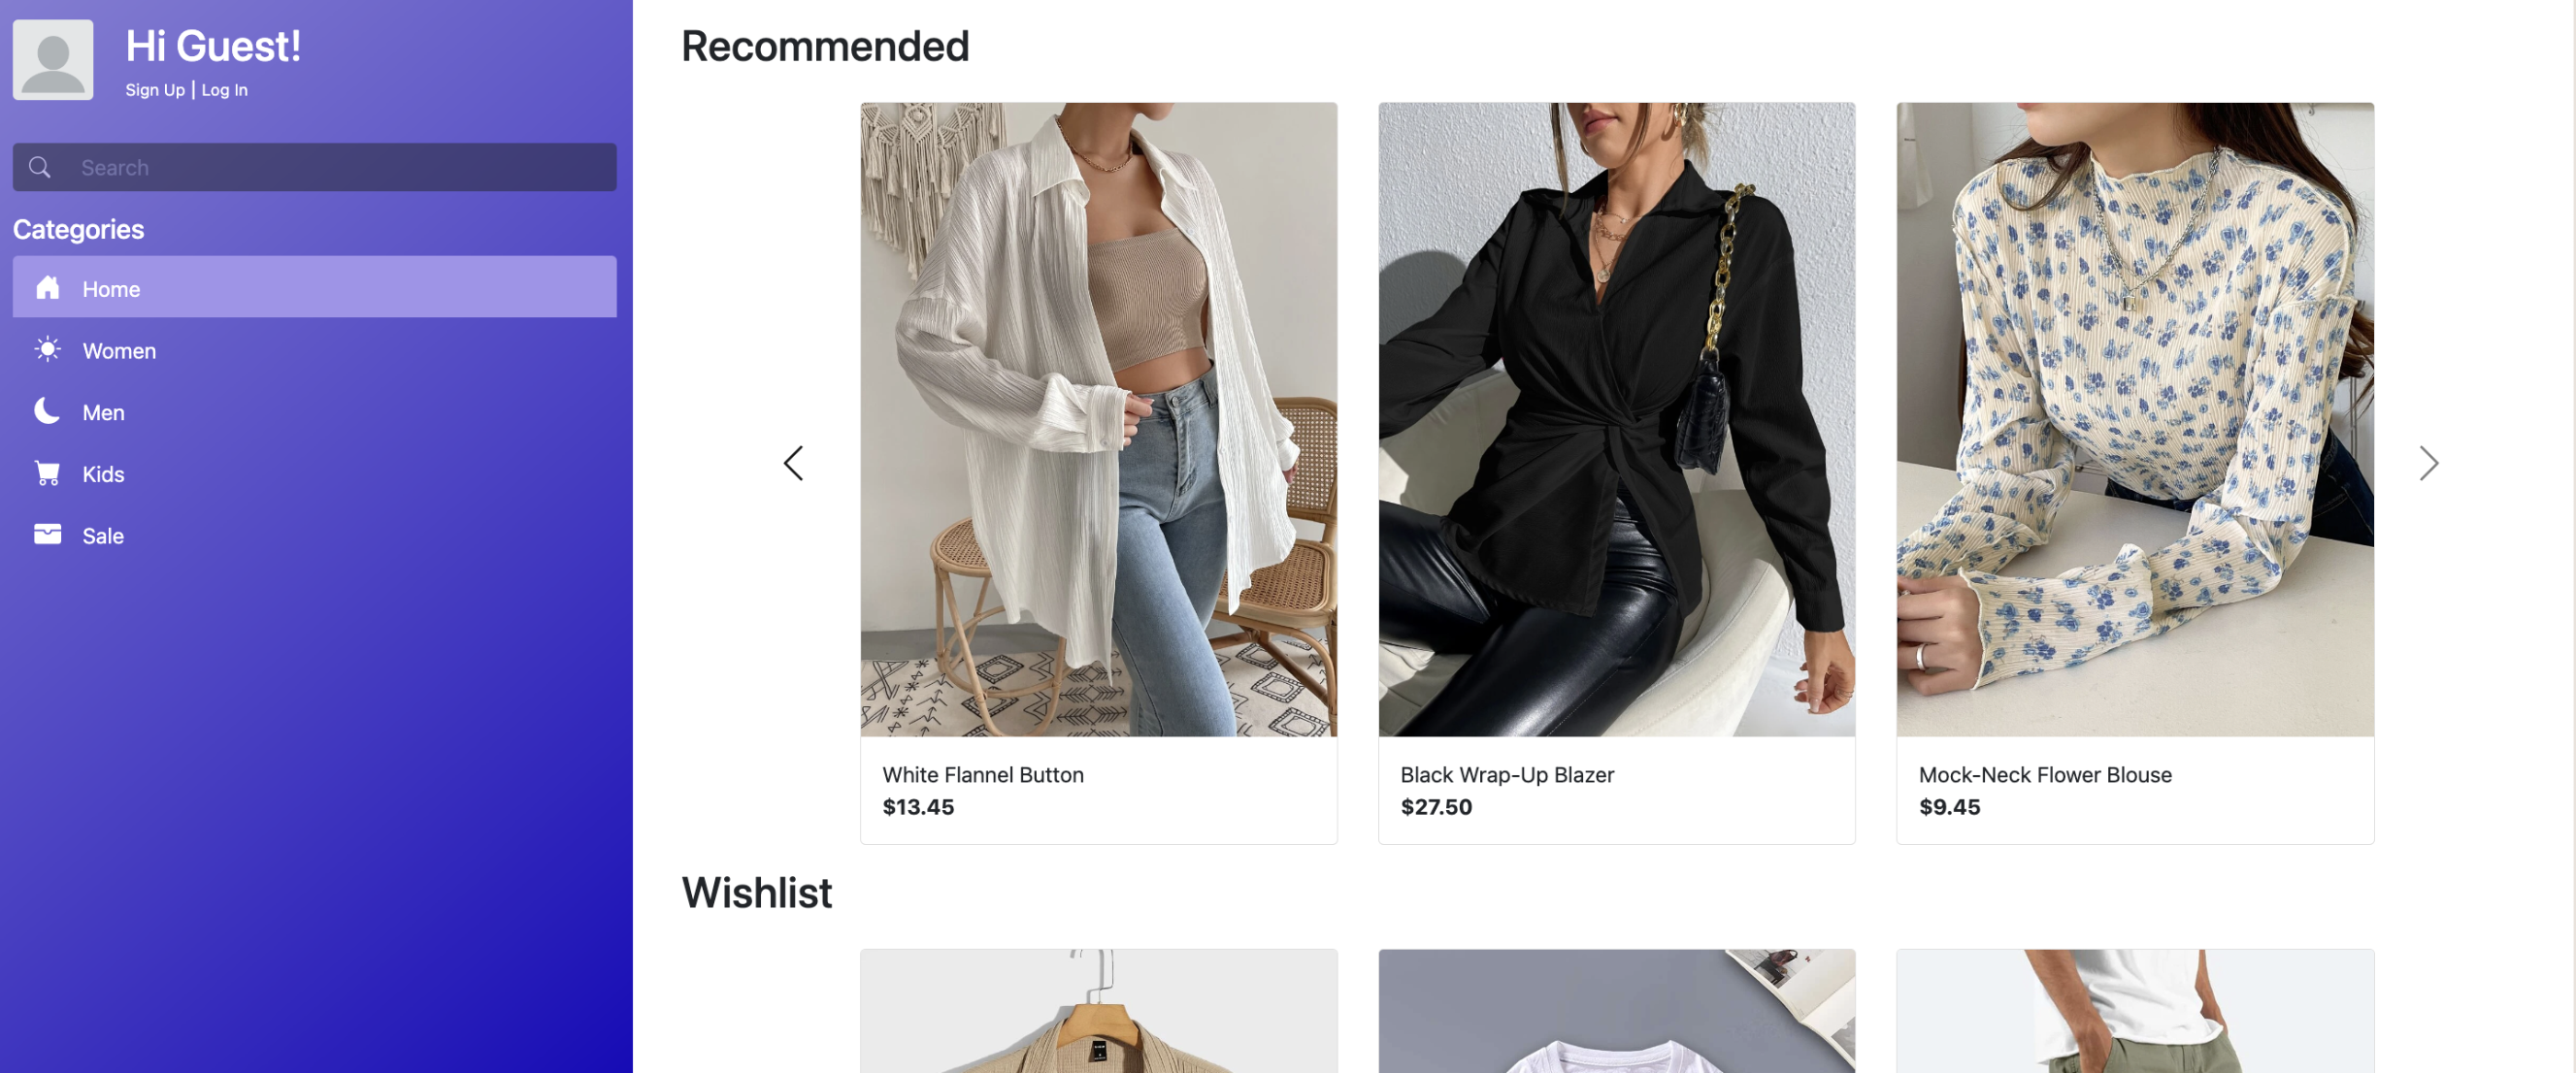 Hi Guest!
Sign Up | Log In
Search
Categories
Home
Women
Men
Kids
Sale
Recommended
White Flannel Button
$13.45
Black Wrap-Up Blazer
$27.50
Mock-Neck Flower Blouse
$9.45
Wishlist